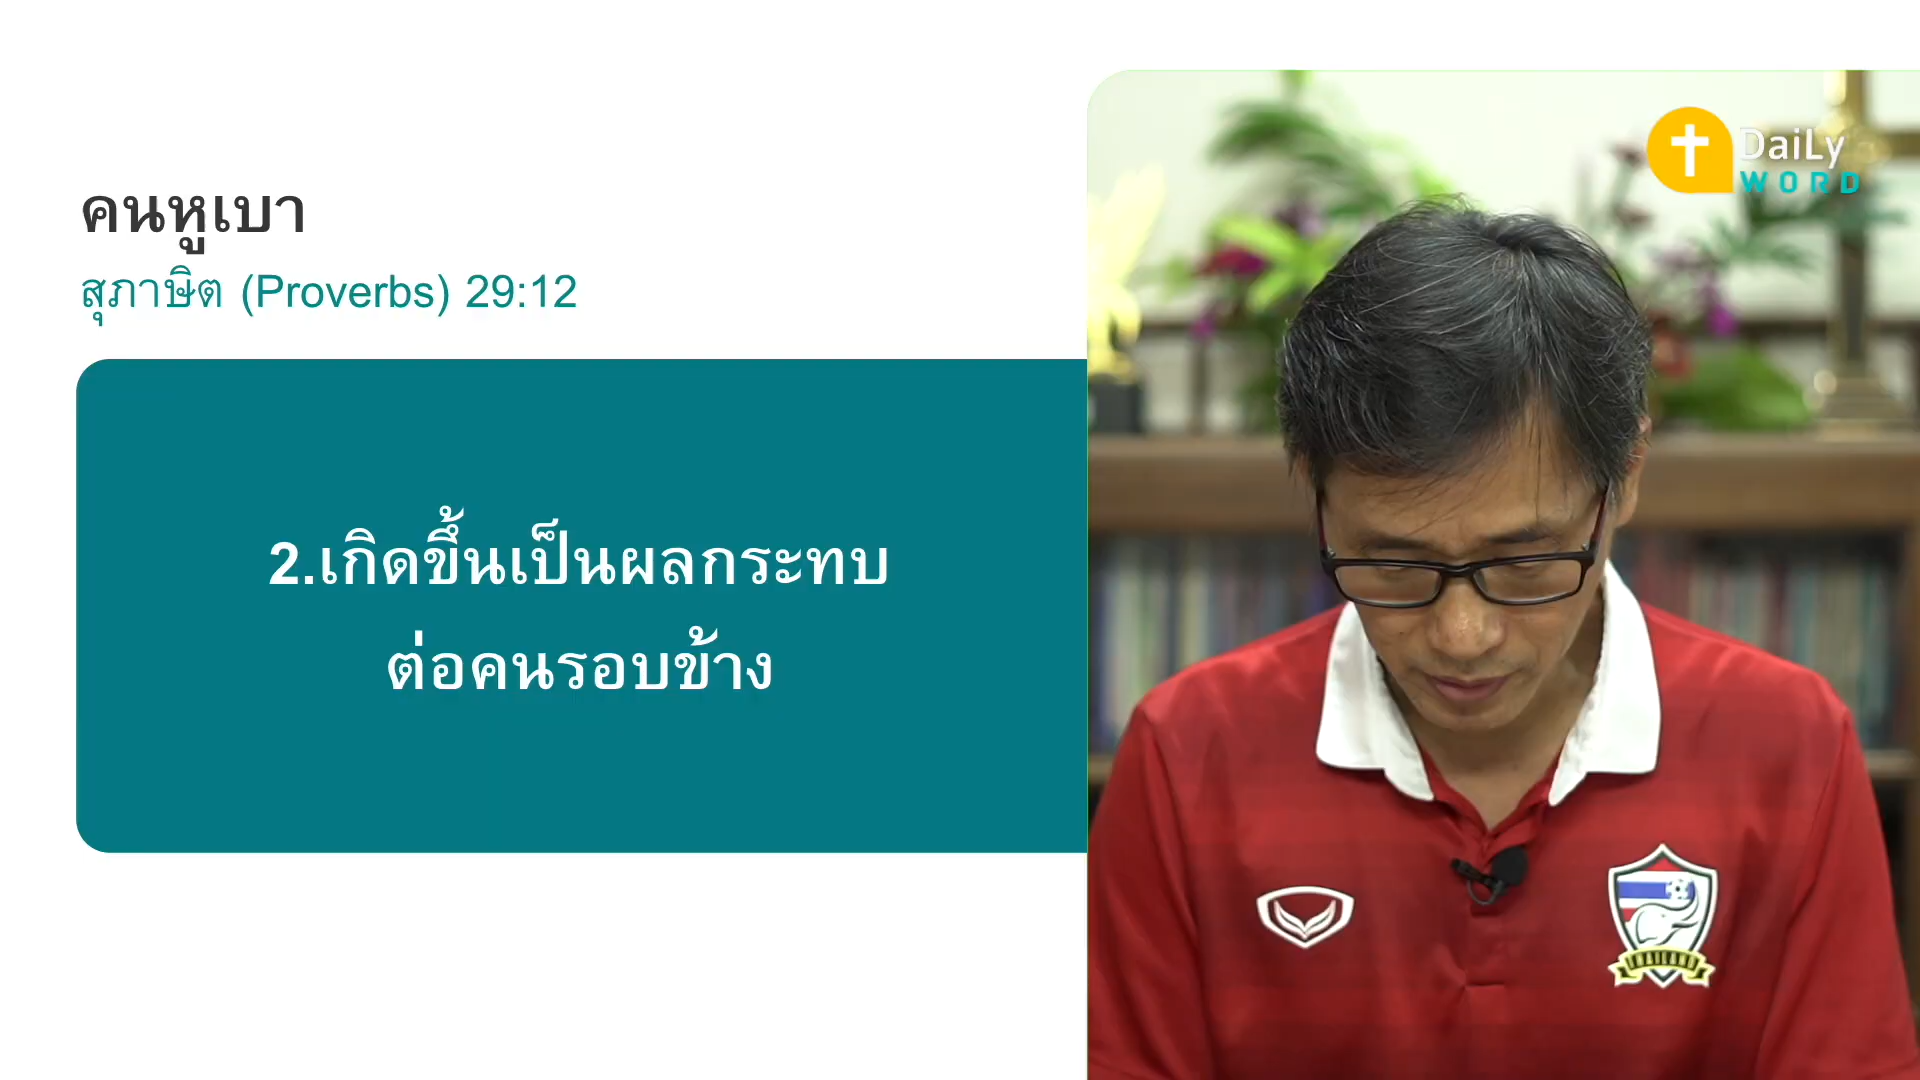 คนหูเบา
สุภาษิต (Proverbs) 29:12
2.เกิดขึ้นเป็นผลกระทบ
ต่อคนรอบข้าง
DaiLy
WORD
THAILAND